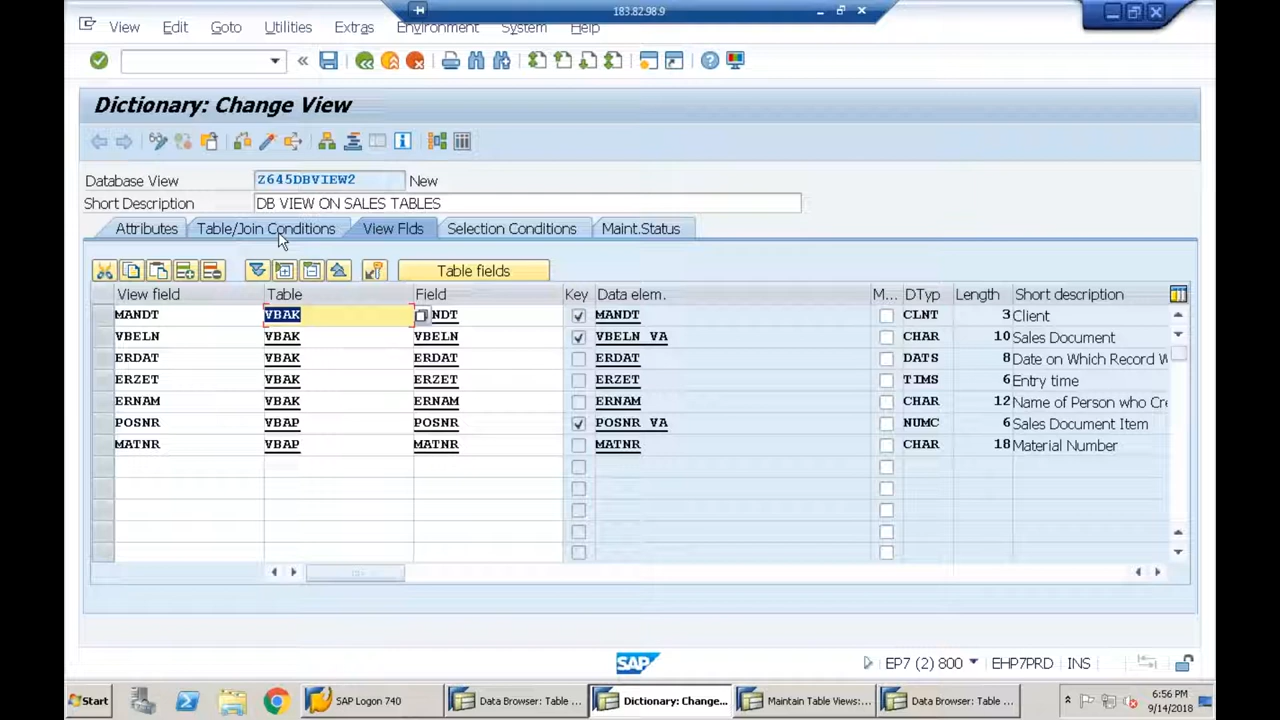 183.82.98.9
View Edit Goto Utilities Extras Environment System Help
Dictionary: Change View
Database View Z645DBVIEW2 New
Short Description DB VIEW ON SALES TABLES
Attributes Table/Join Conditions View Flds Selection Conditions Maint.Status
Table fields
View field Table Field Key Data elem. M... DTyp Length Short description
MANDT VBAK NDT MANDT CLNT 3 Client
VBELN VBAK VBELN VBELN_VA CHAR 10 Sales Document
ERDAT VBAK ERDAT ERDAT DATS 8 Date on Which Record W
ERZET VBAK ERZET ERZET TIMS 6 Entry time
ERNAM VBAK ERNAM ERNAM CHAR 12 Name of Person who Cre
POSNR VBAP POSNR POSNR_VA NUMC 6 Sales Document Item
MATNR VBAP MATNR MATNR CHAR 18 Material Number
SAP EP7 (2) 800 EHP7PRD INS
Start SAP Logon 740 Data Browser: Table ... Dictionary: Change... Maintain Table Views:... Data Browser: Table ... 6:56 PM
9/14/2018